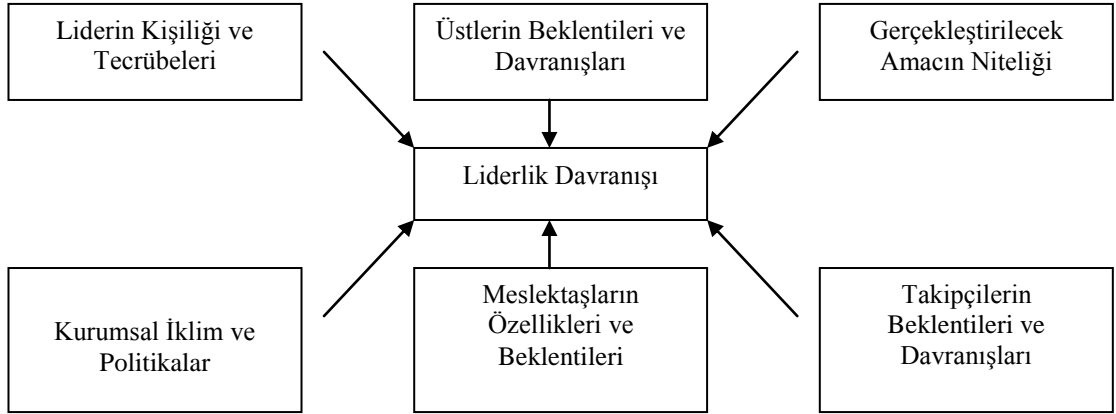 Liderin Kişiliği ve
Tecrübeleri
Üstlerin Beklentileri ve
Davranışları
Gerçekleştirilecek
Amacın Niteliği
Liderlik Davranışı
Kurumsal İklim ve
Politikalar
Meslektaşların
Özellikleri ve
Beklentileri
Takipçilerin
Beklentileri ve
Davranışları